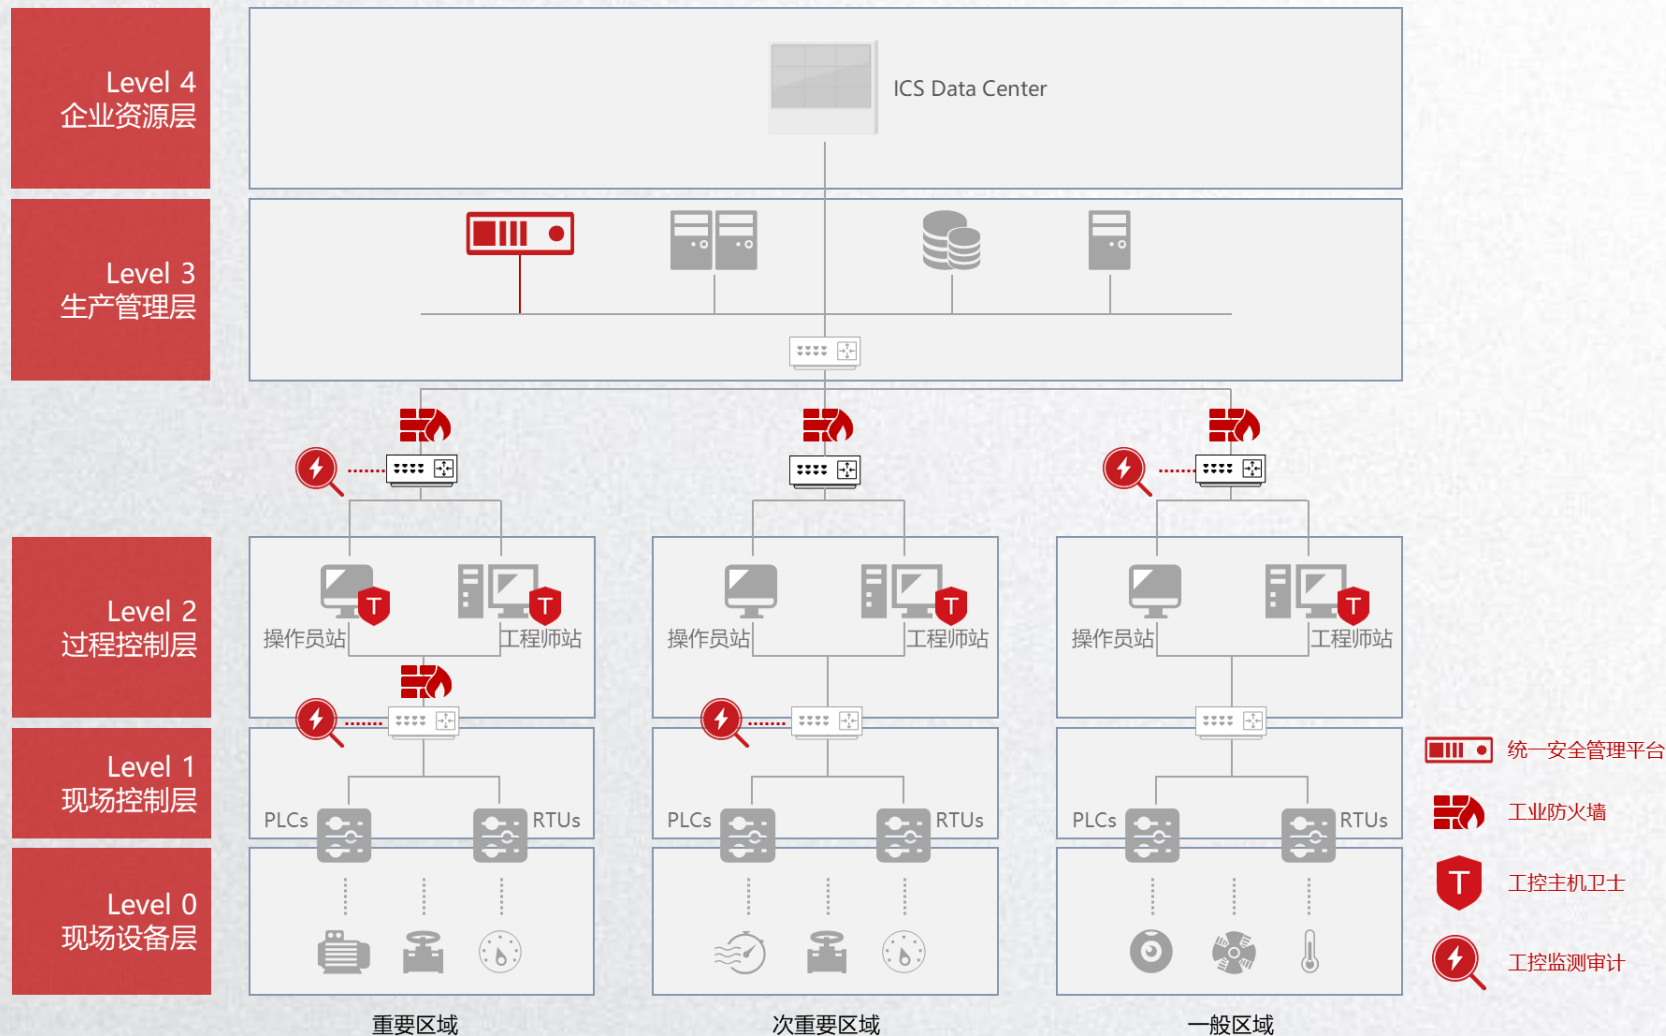 Level 4
企业资源层
ICS Data Center
Level 3
生产管理层
Level 2
过程控制层
T
T
T
T
操作员站
工程师站
操作员站
工程师站
操作员站
工程师站
Level 1
现场控制层
PLCs
RTUs
PLCs
RTUs
PLCs
RTUs
Level 0
现场设备层
重要区域
次重要区域
一般区域
统一安全管理平台
工业防火墙
T
工控主机卫士
工控监测审计